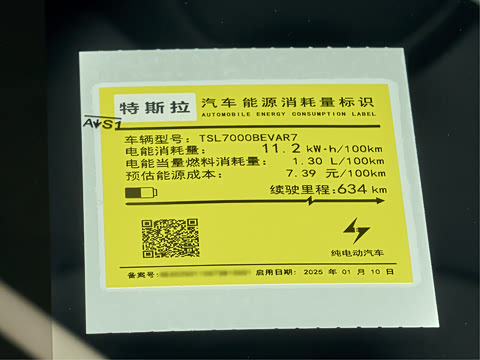 特斯拉 汽车能源消耗量标识
AUTOMOBILE ENERGY CONSUMPTION LABEL
AS1
车辆型号: TSL7000BEVAR7
电能消耗量: 11.2 kW·h/100km
电能当量燃料消耗量: 1.30 L/100km
预估能源成本: 7.39 元/100km
续驶里程:634 km
纯电动汽车
备案号: 启用日期: 2025 年 01 月 10 日